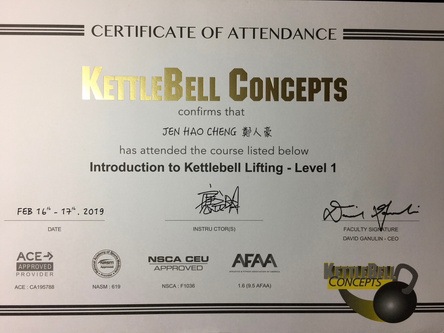 CERTIFICATE OF ATTENDANCE
KETTLEBELL CONCEPTS
confirms that
JEN HAO CHENG 鄭人豪
has attended the course listed below
Introduction to Kettlebell Lifting - Level 1
FEB 16th - 17th. 2019
DATE
INSTRUCTOR(S)
FACULTY SIGNATURE
DAVID GANULIN - CEO
ACE
APPROVED
PROVIDER
ACE : CA195788
NASM : 619
NSCA CEU
APPROVED
NSCA : F1038
AFAA
1.6 (9.5 AFAA)
KETTLEBELL
CONCEPTS